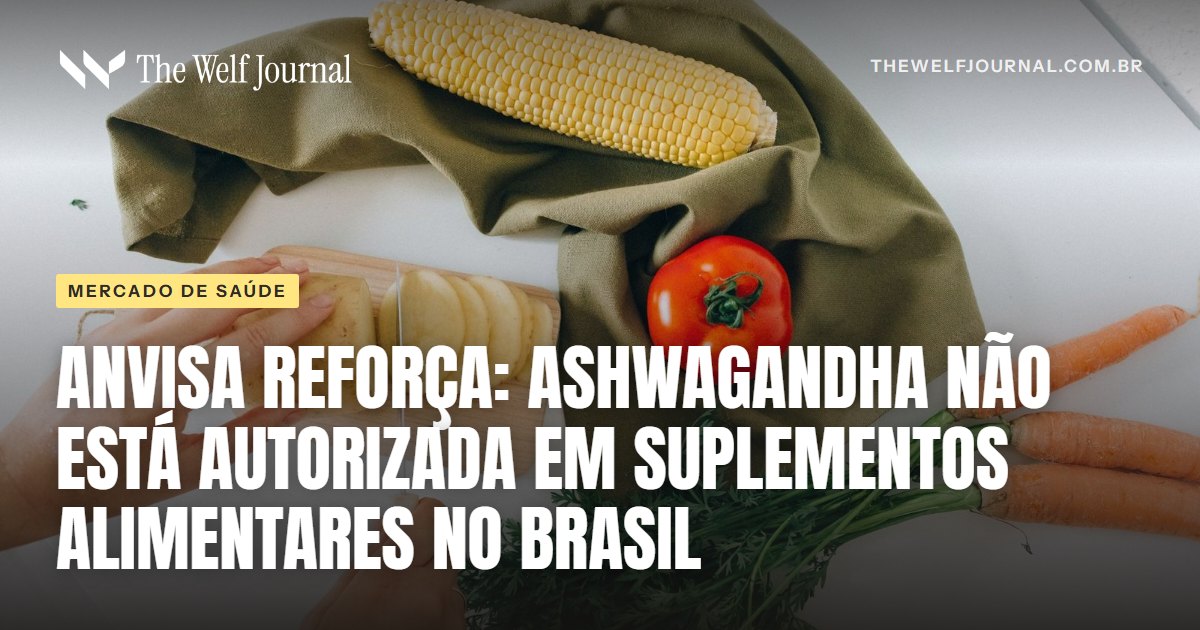 The Welf Journal
THEWELFJOURNAL.COM.BR
MERCADO DE SAÚDE
ANVISA REFORÇA: ASHWAGANDHA NÃO
ESTÁ AUTORIZADA EM SUPLEMENTOS
ALIMENTARES NO BRASIL